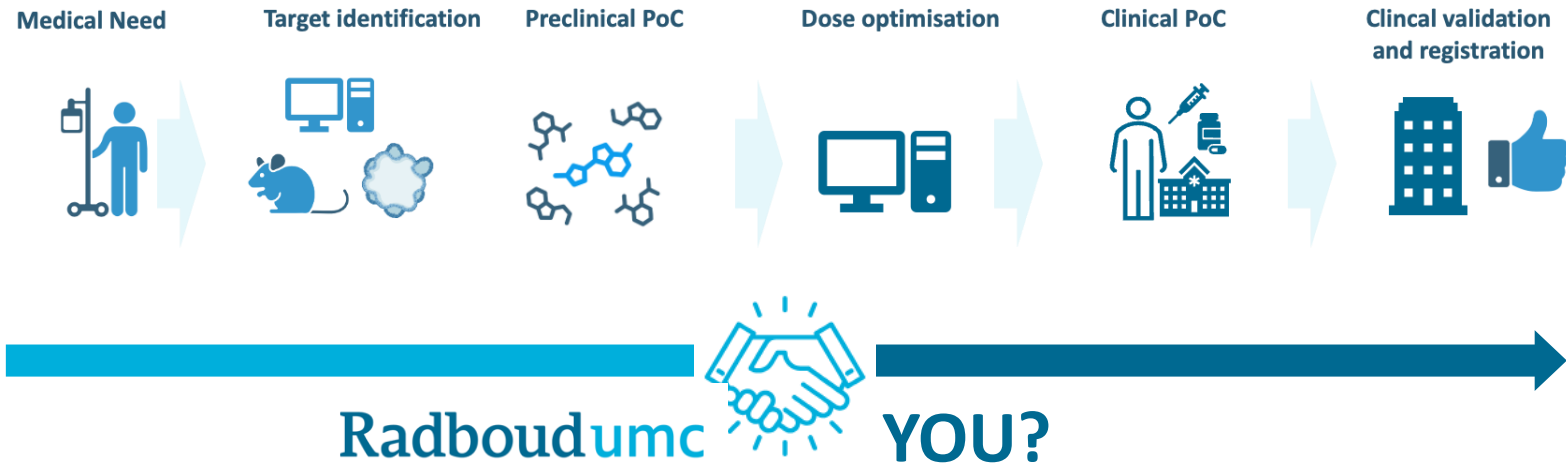 Medical Need
Target identification
Preclinical PoC
Dose optimisation
Clinical PoC
Clincal validation
and registration
Radboudumc
YOU?